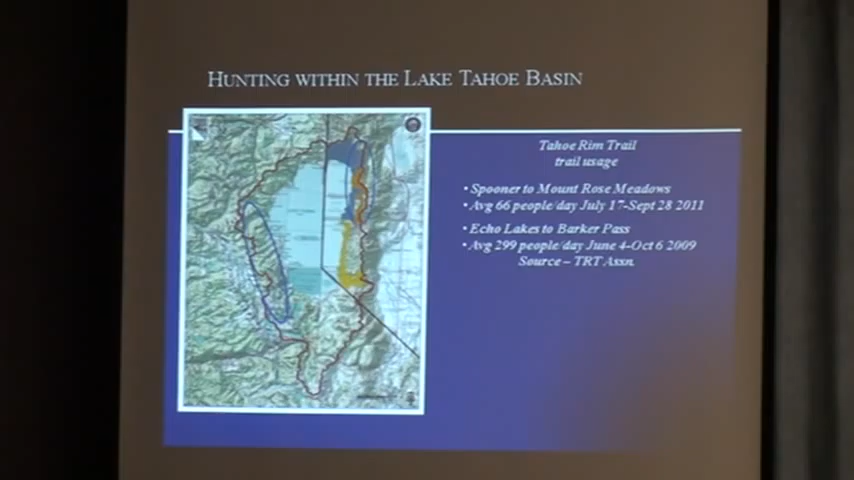 HUNTING WITHIN THE LAKE TAHOE BASIN
Tahoe Rim Trail
trail usage
• Spooner to Mount Rose Meadows
• Avg 66 people/day July 17-Sept 28 2011
• Echo Lakes to Barker Pass
• Avg 299 people/day June 4-Oct 6 2009
Source – TRT Assn.